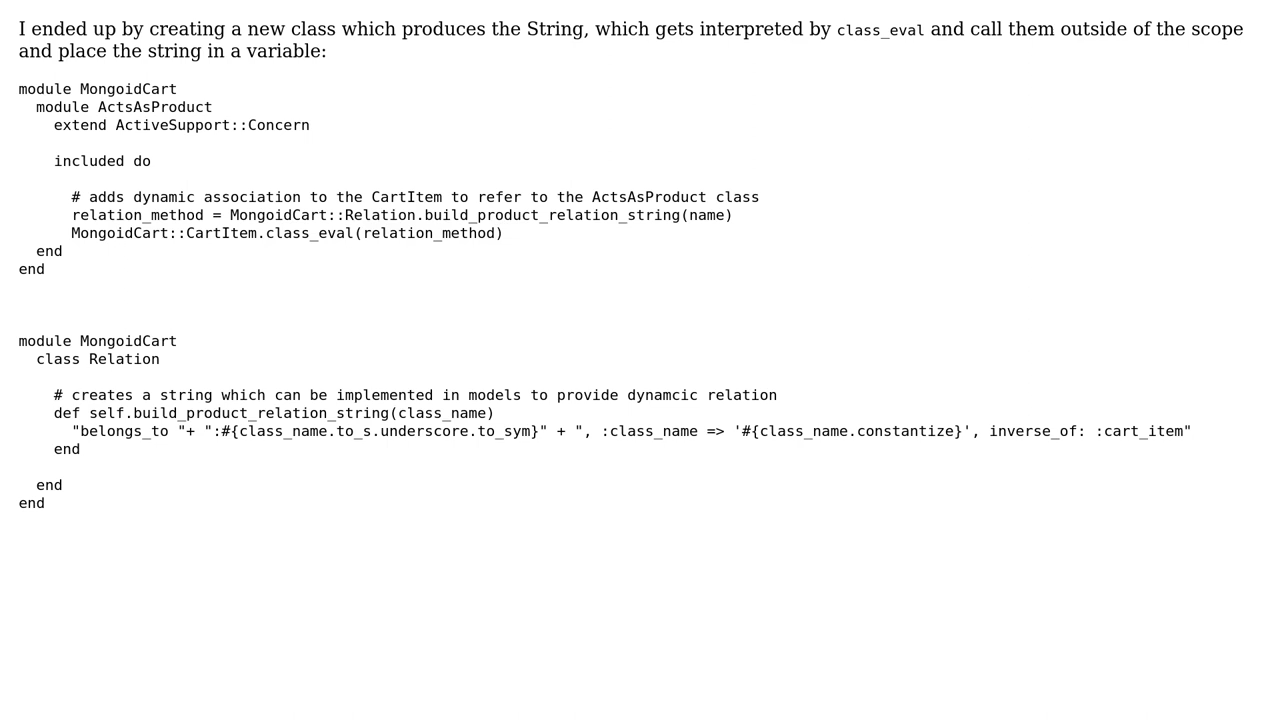 I ended up by creating a new class which produces the String, which gets interpreted by class_eval and call them outside of the scope
and place the string in a variable:
module MongoidCart
  module ActsAsProduct
    extend ActiveSupport::Concern
    included do
      # adds dynamic association to the CartItem to refer to the ActsAsProduct class
      relation_method = MongoidCart::Relation.build_product_relation_string(name)
      MongoidCart::CartItem.class_eval(relation_method)
  end
end
module MongoidCart
  class Relation
    # creates a string which can be implemented in models to provide dynamcic relation
    def self.build_product_relation_string(class_name)
      "belongs_to "+ ":#{class_name.to_s.underscore.to_sym}" + ", :class_name => '#{class_name.constantize}', inverse_of: :cart_item"
    end
  end
end